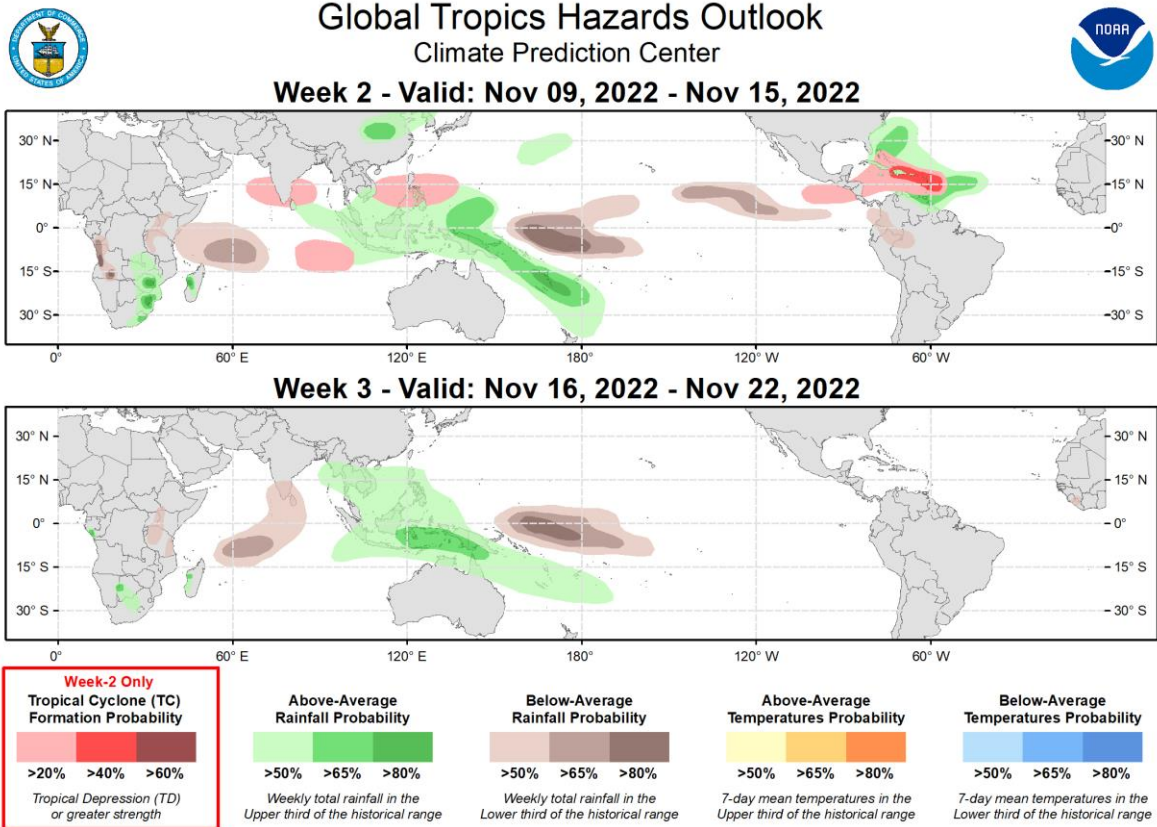 Global Tropics Hazards Outlook
Climate Prediction Center
DEPARTMENT OF COMMERCE
UNITED STATES OF AMERICA
NOAA
Week 2 - Valid: Nov 09, 2022 - Nov 15, 2022
30° N
30° N
15° N
15° N
0°
0°
15° S
15° S
30° S
30° S
0° 60° E 120° E 180° 120° W 60° W
Week 3 - Valid: Nov 16, 2022 - Nov 22, 2022
30° N
30° N
15° N
15° N
0°
0°
15° S
15° S
30° S
30° S
0° 60° E 120° E 180° 120° W 60° W
Week-2 Only
Tropical Cyclone (TC)
Formation Probability
>20% >40% >60%
Tropical Depression (TD)
or greater strength
Above-Average
Rainfall Probability
>50% >65% >80%
Weekly total rainfall in the
Upper third of the historical range
Below-Average
Rainfall Probability
>50% >65% >80%
Weekly total rainfall in the
Lower third of the historical range
Above-Average
Temperatures Probability
>50% >65% >80%
7-day mean temperatures in the
Upper third of the historical range
Below-Average
Temperatures Probability
>50% >65% >80%
7-day mean temperatures in the
Lower third of the historical range